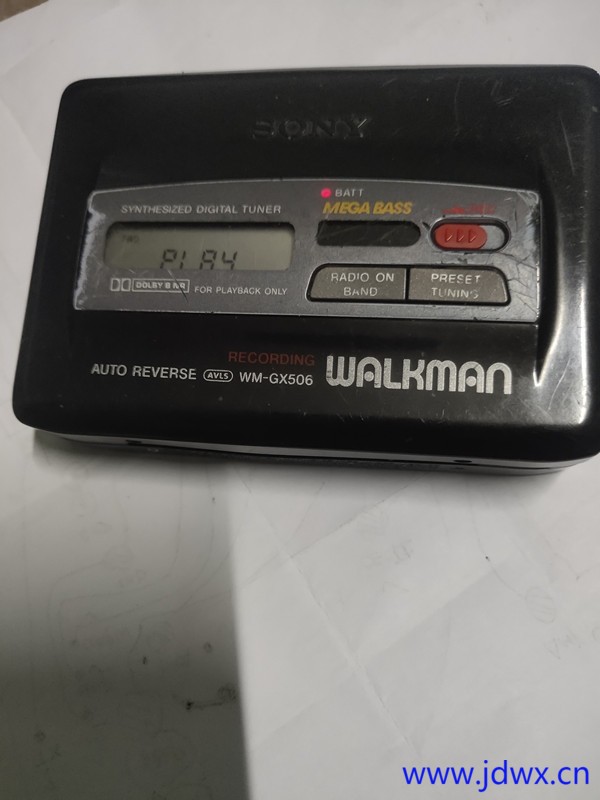 SONY
BATT
SYNTHESIZED DIGITAL TUNER
MEGA BASS
PLAY
DOLBY B NR FOR PLAYBACK ONLY
RADIO ON
BAND
PRESET
TUNING
RECORDING
AUTO REVERSE AVLS WM-GX506 WALKMAN
www.jdwx.cn